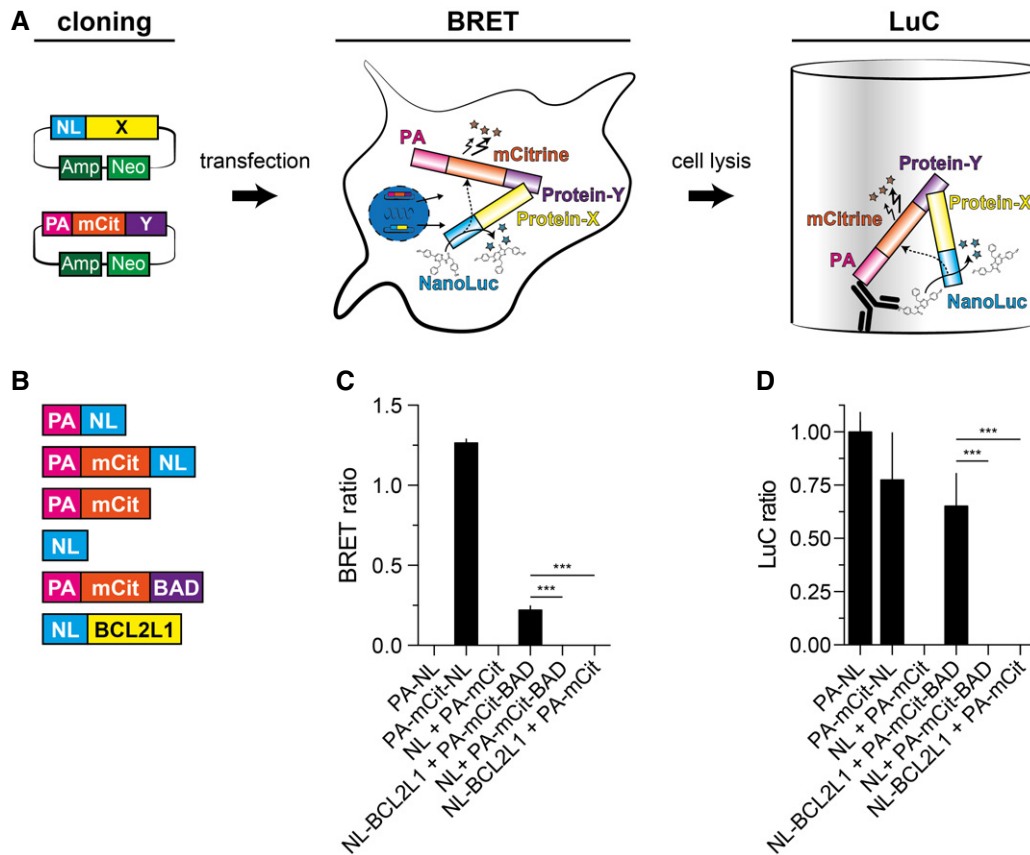 A
cloning
BRET
LuC
NL X
Amp Neo
PA mCit Y
Amp Neo
transfection
PA
mCitrine
Protein-Y
Protein-X
NanoLuc
cell lysis
Protein-Y
mCitrine
Protein-X
PA
NanoLuc
B
PA NL
PA mCit NL
PA mCit
NL
PA mCit BAD
NL BCL2L1
C
BRET ratio
1.5
1.0
0.5
0.0
***
***
PA-NL
PA-mCit-NL
NL + PA-mCit
NL-BCL2L1 + PA-mCit-BAD
NL+ PA-mCit-BAD
NL-BCL2L1 + PA-mCit
D
LuC ratio
1.00
0.75
0.50
0.25
0.00
***
***
PA-NL
PA-mCit-NL
NL + PA-mCit
NL-BCL2L1 + PA-mCit-BAD
NL+ PA-mCit-BAD
NL-BCL2L1 + PA-mCit